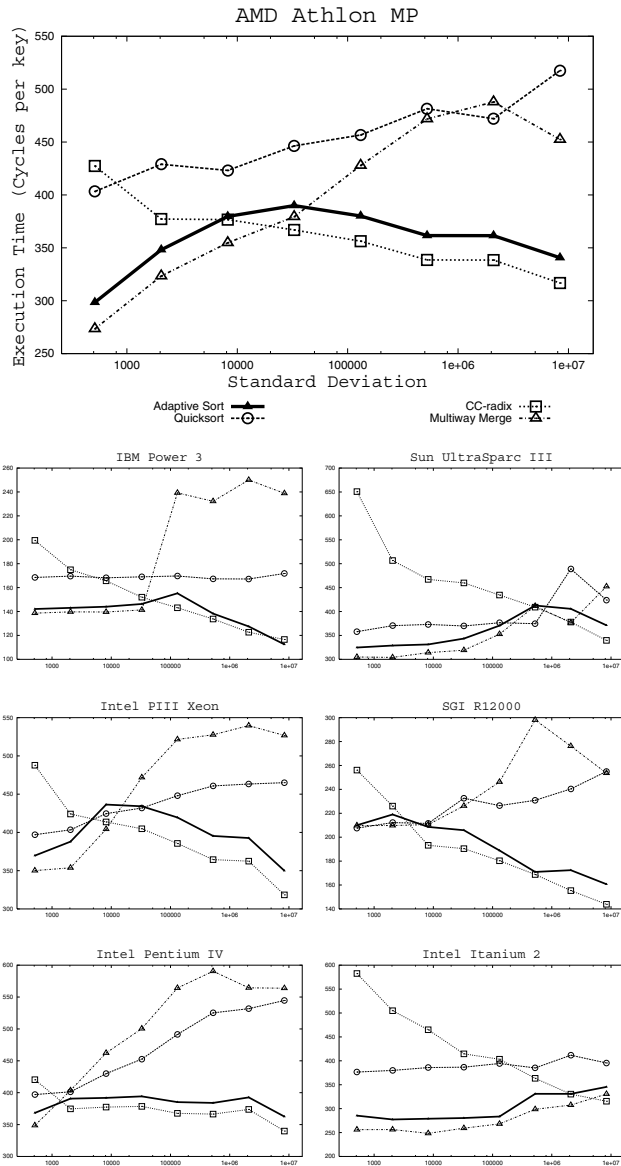 AMD Athlon MP
Execution Time (Cycles per key)
550
500
450
400
350
300
250
1000 10000 100000 1e+06 1e+07
Standard Deviation
Adaptive Sort
Quicksort
CC-radix
Multiway Merge
IBM Power 3
260
240
220
200
180
160
140
120
100
1000 10000 100000 1e+06 1e+07
Sun UltraSparc III
700
650
600
550
500
450
400
350
300
1000 10000 100000 1e+06 1e+07
Intel PIII Xeon
550
500
450
400
350
300
1000 10000 100000 1e+06 1e+07
SGI R12000
300
280
260
240
220
200
180
160
140
1000 10000 100000 1e+06 1e+07
Intel Pentium IV
600
550
500
450
400
350
300
1000 10000 100000 1e+06 1e+07
Intel Itanium 2
600
550
500
450
400
350
300
250
200
1000 10000 100000 1e+06 1e+07